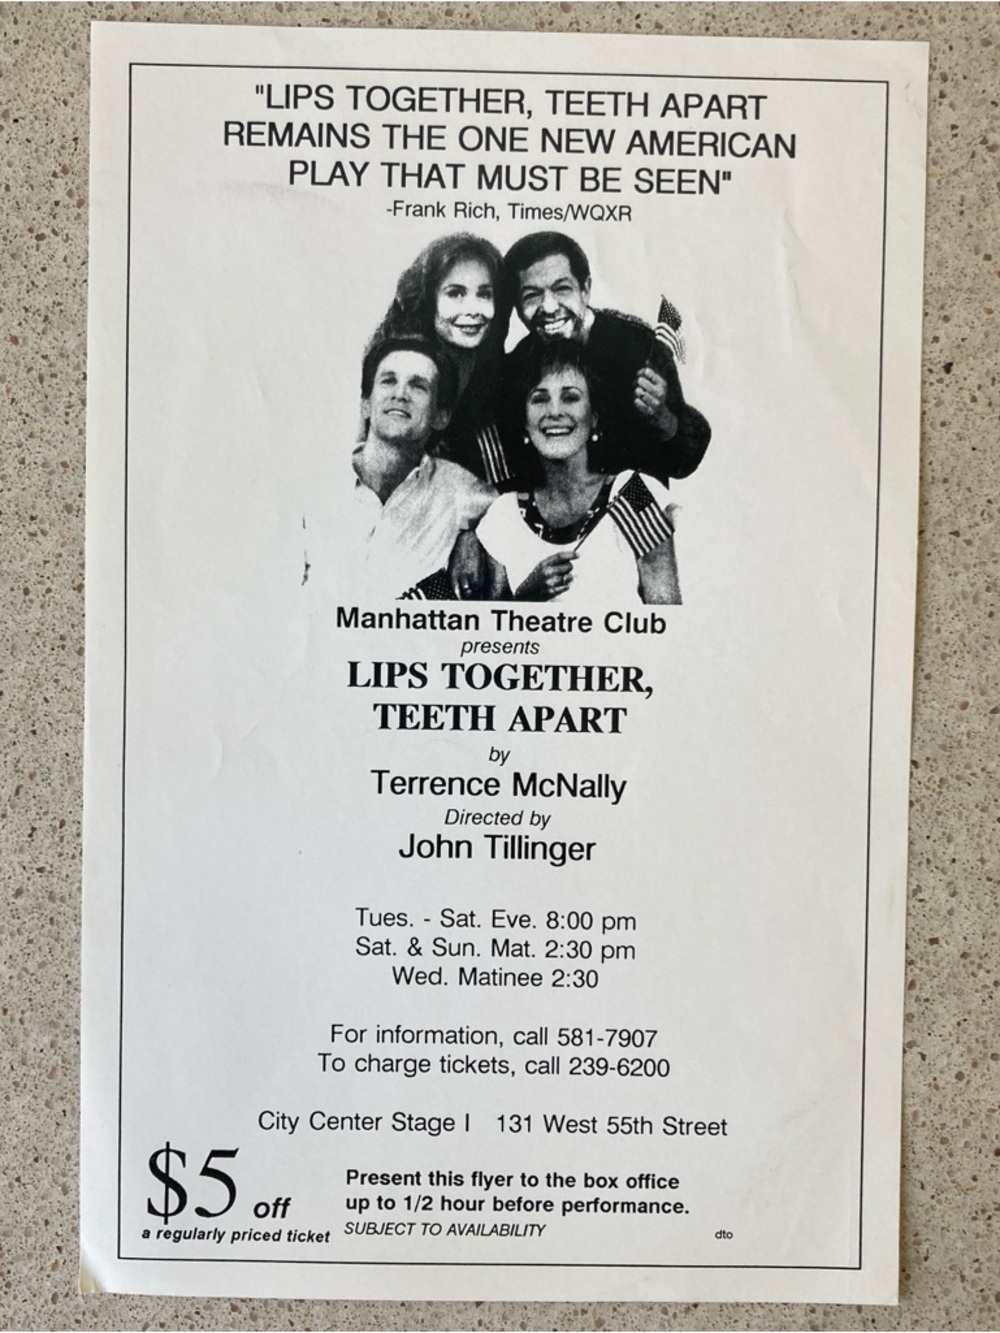 "LIPS TOGETHER, TEETH APART
REMAINS THE ONE NEW AMERICAN
PLAY THAT MUST BE SEEN"
-Frank Rich, Times/WQXR
Manhattan Theatre Club
presents
LIPS TOGETHER,
TEETH APART
by
Terrence McNally
Directed by
John Tillinger
Tues. - Sat. Eve. 8:00 pm
Sat. & Sun. Mat. 2:30 pm
Wed. Matinee 2:30
For information, call 581-7907
To charge tickets, call 239-6200
City Center Stage I 131 West 55th Street
$5 off
a regularly priced ticket
Present this flyer to the box office
up to 1/2 hour before performance.
SUBJECT TO AVAILABILITY
dto